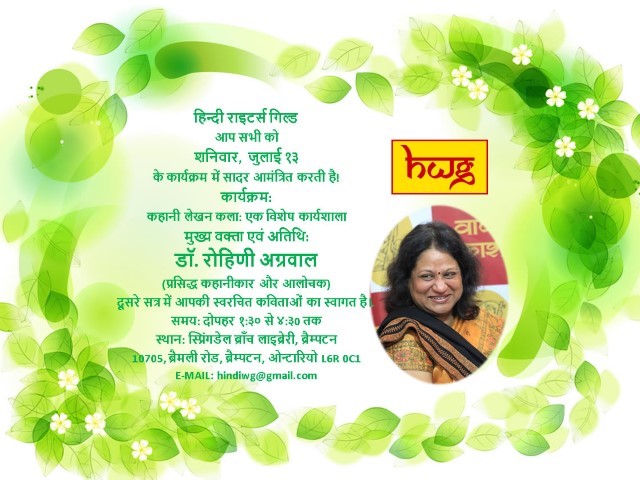 हिन्दी राइटर्स गिल्ड
आप सभी को
शनिवार, जुलाई १३
के कार्यक्रम में सादर आमंत्रित करती है!
कार्यक्रम:
कहानी लेखन कला: एक विशेष कार्यशाला
मुख्य वक्ता एवं अतिथि:
डॉ. रोहिणी अग्रवाल
(प्रसिद्ध कहानीकार और आलोचक)
दूसरे सत्र में आपकी स्वरचित कविताओं का स्वागत है।
समय: दोपहर १:३० से ४:३० तक
स्थान: स्प्रिंगडेल ब्राँच लाइब्रेरी, ब्रैम्पटन
10705, ब्रैमली रोड, ब्रैम्पटन, ओन्टारियो L6R 0C1
E-MAIL: hindiwg@gmail.com
hwg